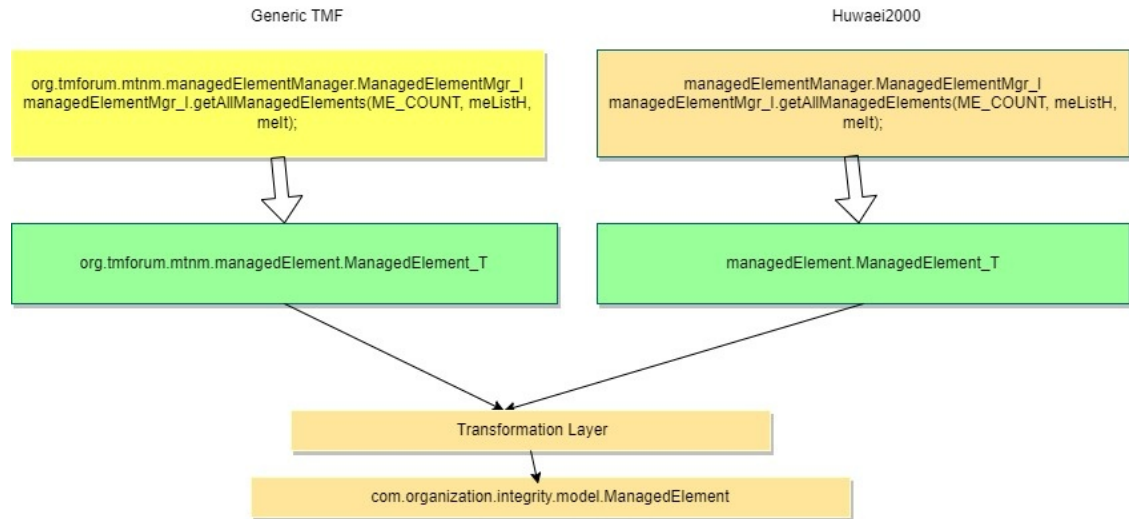 Generic TMF
Huwaei2000
org.tmforum.mtnm.managedElementManager.ManagedElementMgr_I
managedElementMgr_I.getAllManagedElements(ME_COUNT, meListH,
meIt);
managedElementManager.ManagedElementMgr_I
managedElementMgr_I.getAllManagedElements(ME_COUNT, meListH,
meIt);
org.tmforum.mtnm.managedElement.ManagedElement_T
managedElement.ManagedElement_T
Transformation Layer
com.organization.integrity.model.ManagedElement